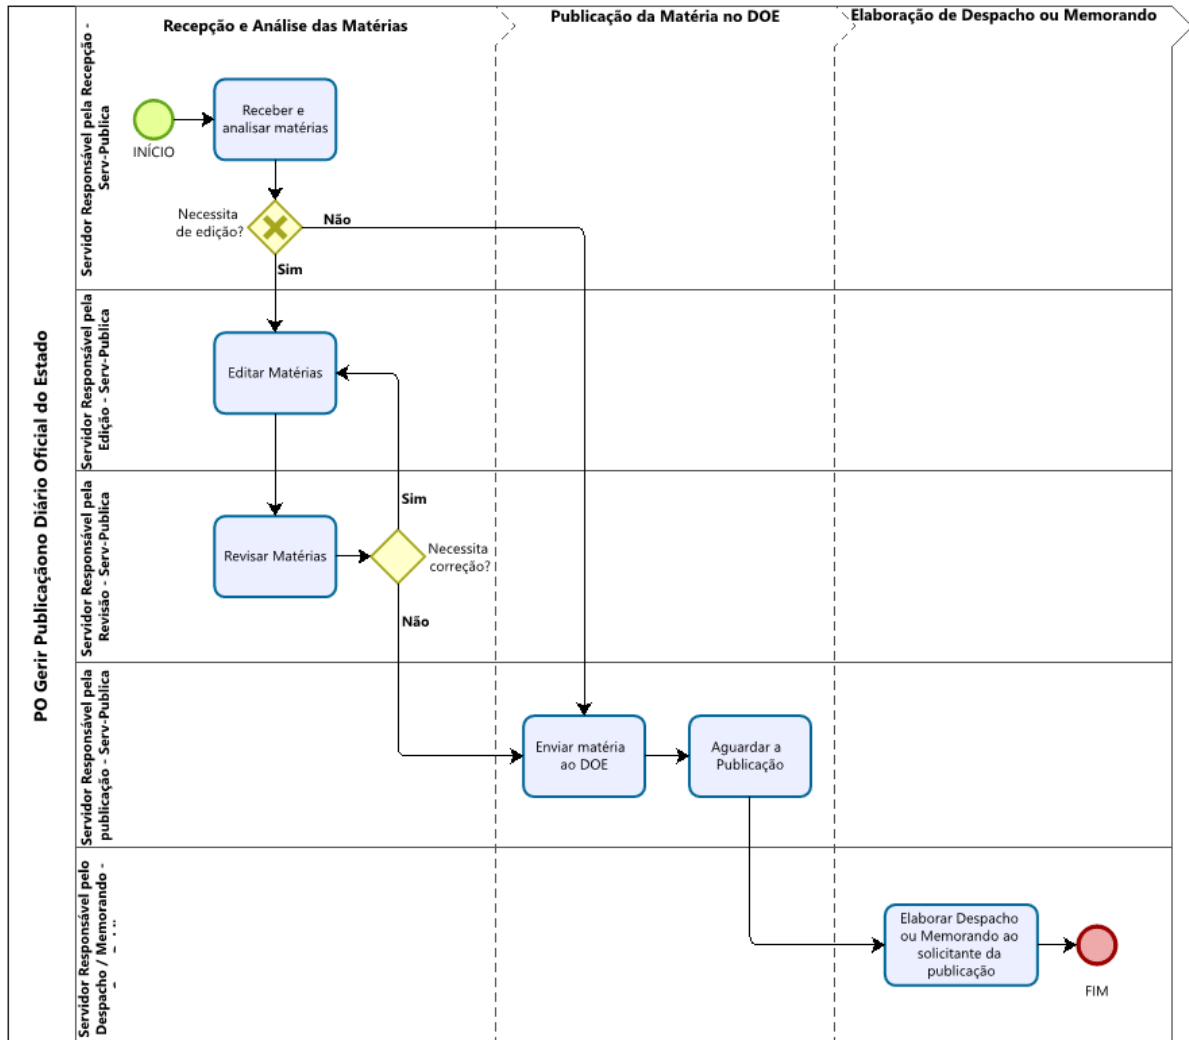 PO Gerir Publicaçãono Diário Oficial do Estado
Recepção e Análise das Matérias
Publicação da Matéria no DOE
Elaboração de Despacho ou Memorando
Servidor Responsável pela Recepção -
Serv-Publica
INÍCIO
Receber e
analisar matérias
Necessita
de edição?
Não
Sim
Servidor Responsável pela
Edição - Serv-Publica
Editar Matérias
Servidor Responsável pela
Revisão - Serv-Publica
Revisar Matérias
Sim
Necessita
correção?
Não
Servidor Responsável pela
publicação - Serv-Publica
Enviar matéria
ao DOE
Aguardar a
Publicação
Servidor Responsável pelo
Despacho / Memorando -
Elaborar Despacho
ou Memorando ao
solicitante da
publicação
FIM